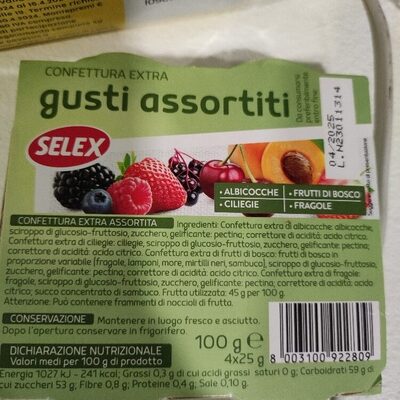 CONFETTURA EXTRA
gusti assortiti
Da consumarsi
preferibilmente
entro fine:
04/2025
L.N23011314
SELEX
• ALBICOCCHE
• CILIEGIE
• FRUTTI DI BOSCO
• FRAGOLE
CONFETTURA EXTRA ASSORTITA Ingredienti: Confettura extra di albicocche: albicocche,
sciroppo di glucosio-fruttosio, zucchero, gelificante: pectina; correttore di acidità: acido citrico.
Confettura extra di ciliegie: ciliegie, sciroppo di glucosio-fruttosio, zucchero, gelificante: pectina;
correttore di acidità: acido citrico. Confettura extra di frutti di bosco: frutti di bosco in
proporzione variabile (fragole, lamponi, more, mirtilli neri, sambuco), sciroppo di glucosio-fruttosio,
zucchero, gelificante: pectina; correttore di acidità: acido citrico. Confettura extra di fragole:
fragole, sciroppo di glucosio-fruttosio, zucchero, gelificante: pectina; correttore di acidità: acido
citrico; succo concentrato di sambuco. Frutta utilizzata: 45 g per 100 g.
Attenzione: Può contenere frammenti di noccioli di frutta.
CONSERVAZIONE Mantenere in luogo fresco e asciutto.
Dopo l'apertura conservare in frigorifero.
DICHIARAZIONE NUTRIZIONALE
Valori medi per 100 g di prodotto
100 g ℮
4x25 g
8 003100 922809
Energia 1027 kJ - 241 kcal; Grassi 0,3 g di cui acidi grassi saturi 0 g; Carboidrati 59 g
di cui zuccheri 53 g; Fibre 0,8 g; Proteine 0,4 g; Sale 0,10 g.